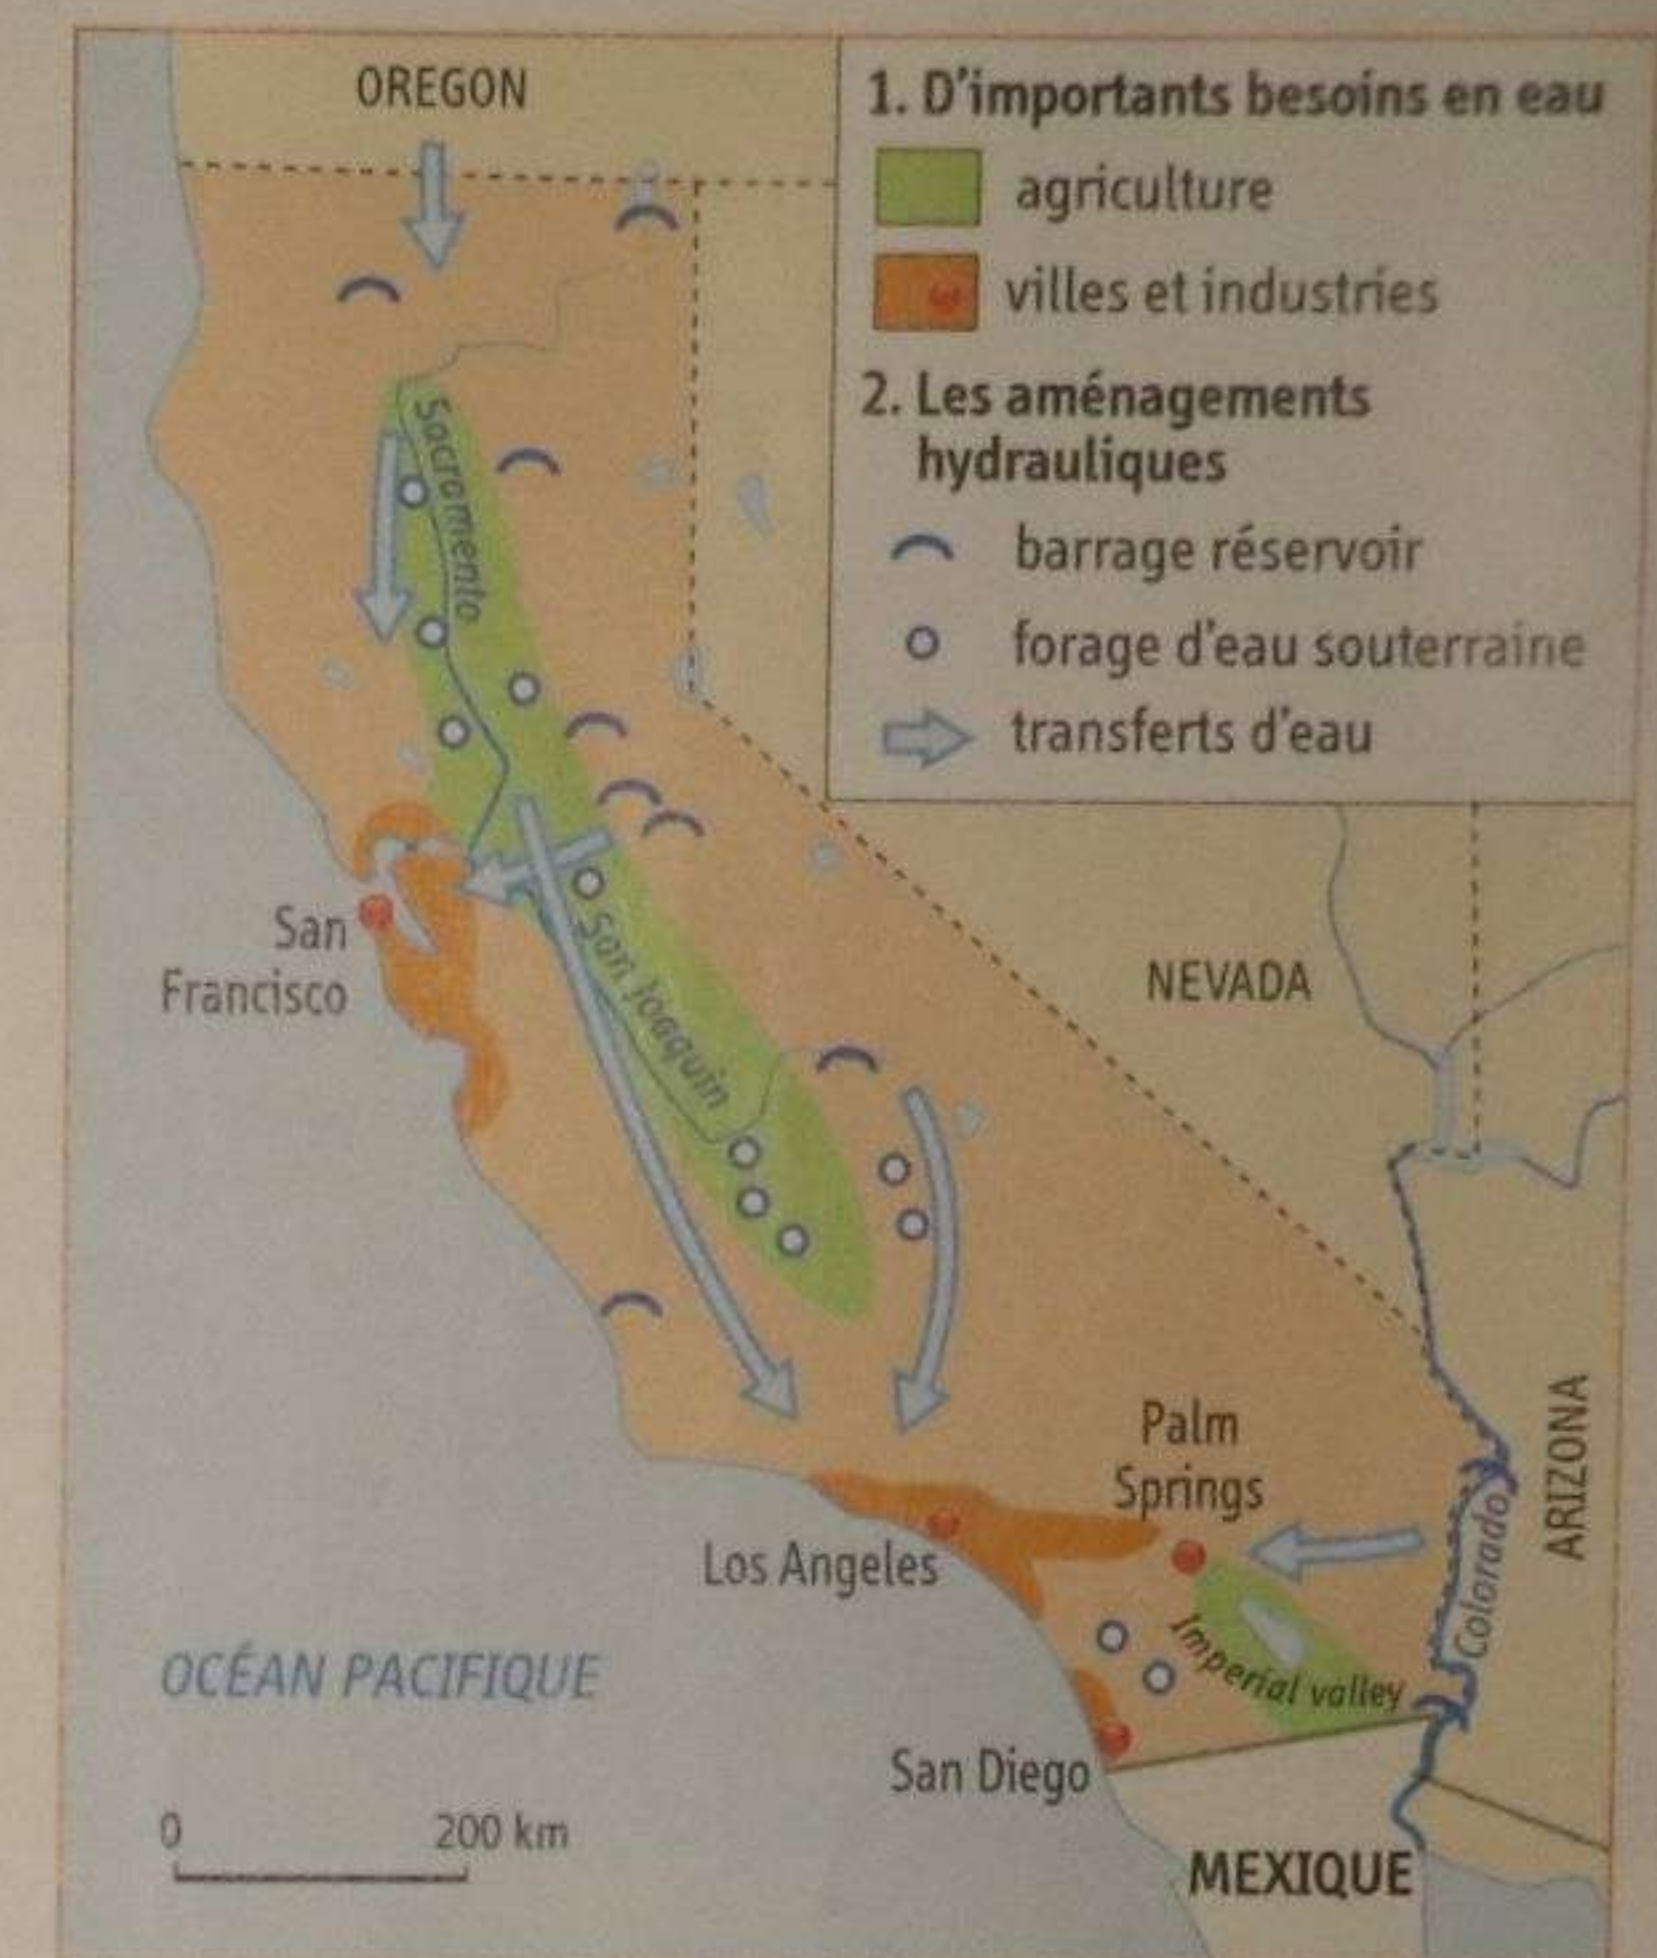 OREGON
1. D'importants besoins en eau
agriculture
villes et industries
2. Les aménagements
hydrauliques
barrage réservoir
forage d'eau souterraine
transferts d'eau
Sacramento
San
Francisco
San Joaquin
NEVADA
Palm
Springs
ARIZONA
Los Angeles
Colorado
Imperial valley
OCÉAN PACIFIQUE
San Diego
0 200 km
MEXIQUE